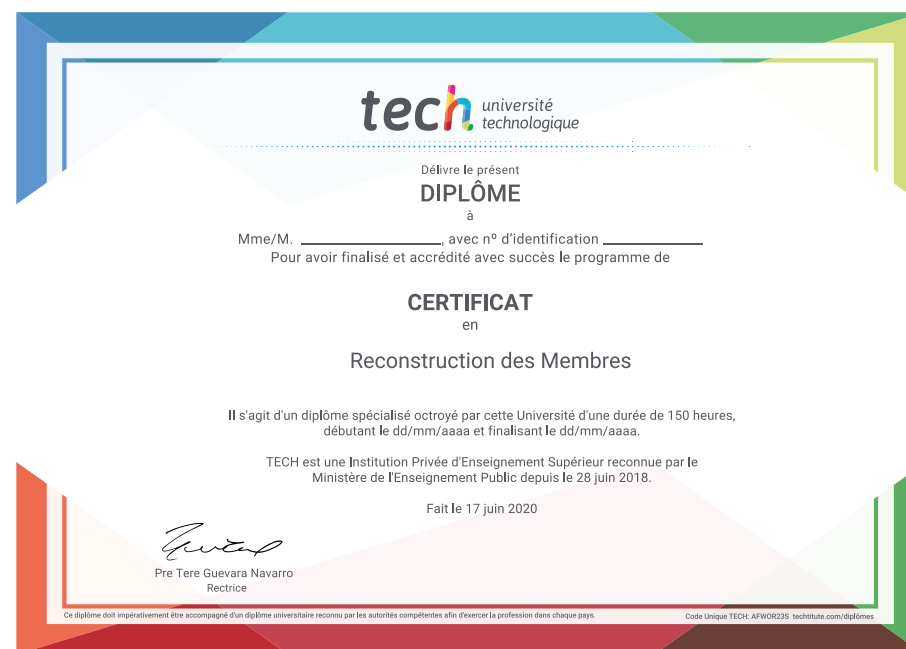 tech université
technologique
Délivre le présent
DIPLÔME
à
Mme/M. ____________________, avec nº d'identification ______________
Pour avoir finalisé et accrédité avec succès le programme de
CERTIFICAT
en
Reconstruction des Membres
Il s'agit d'un diplôme spécialisé octroyé par cette Université d'une durée de 150 heures,
débutant le dd/mm/aaaa et finalisant le dd/mm/aaaa.
TECH est une Institution Privée d'Enseignement Supérieur reconnue par le
Ministère de l'Enseignement Public depuis le 28 juin 2018.
Fait le 17 juin 2020
Pre Tere Guevara Navarro
Rectrice
Ce diplôme doit impérativement être accompagné d'un diplôme universitaire reconnu par les autorités compétentes afin d'exercer la profession dans chaque pays.
Code Unique TECH: AFWOR23S techtitute.com/diplômes